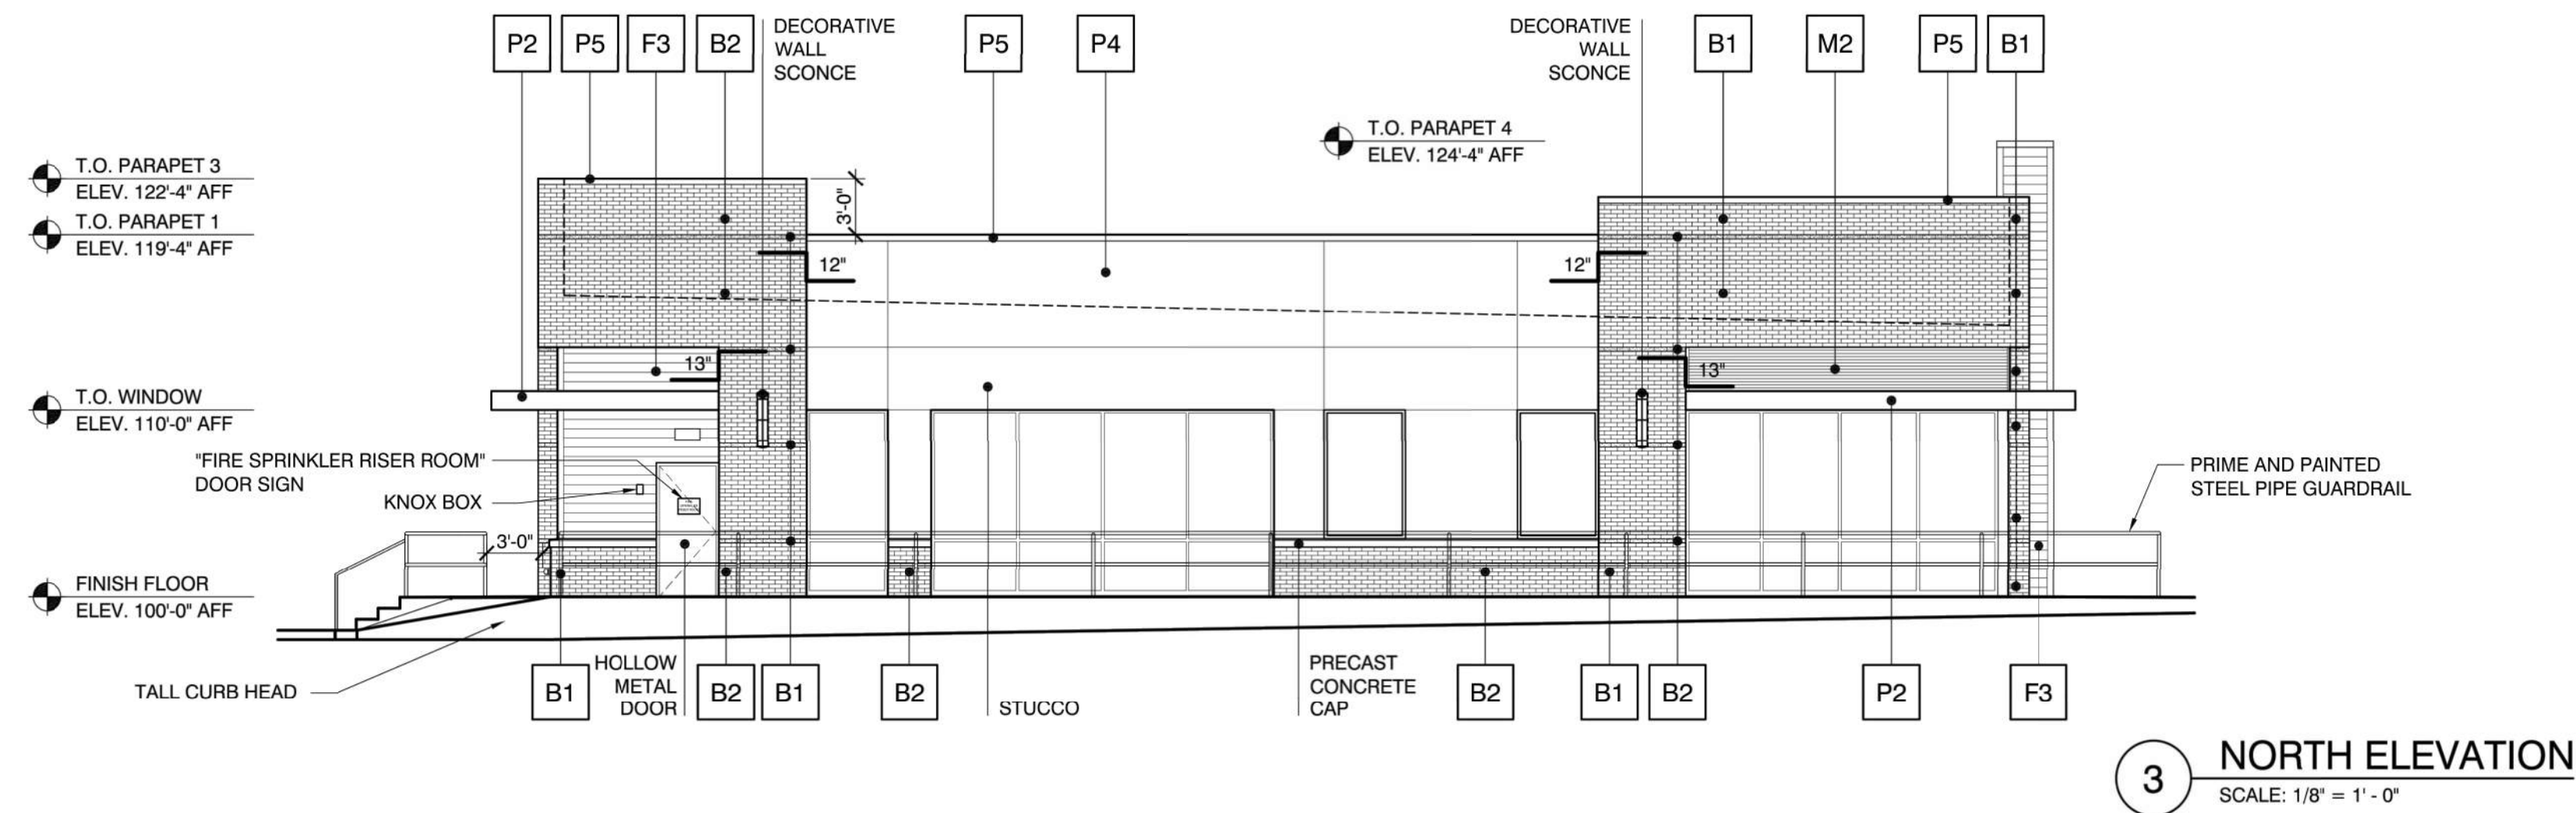 P2 P5 F3 B2
DECORATIVE
WALL
SCONCE
P5 P4
DECORATIVE
WALL
SCONCE
B1 M2 P5 B1
T.O. PARAPET 4
ELEV. 124'-4" AFF
T.O. PARAPET 3
ELEV. 122'-4" AFF
T.O. PARAPET 1
ELEV. 119'-4" AFF
3'-0"
12"
12"
13"
13"
T.O. WINDOW
ELEV. 110'-0" AFF
"FIRE SPRINKLER RISER ROOM"
DOOR SIGN
KNOX BOX
PRIME AND PAINTED
STEEL PIPE GUARDRAIL
3'-0"
FINISH FLOOR
ELEV. 100'-0" AFF
TALL CURB HEAD
B1
HOLLOW
METAL
DOOR
B2 B1 B2
STUCCO
PRECAST
CONCRETE
CAP
B2 B1 B2 P2 F3
3
NORTH ELEVATION
SCALE: 1/8" = 1' - 0"